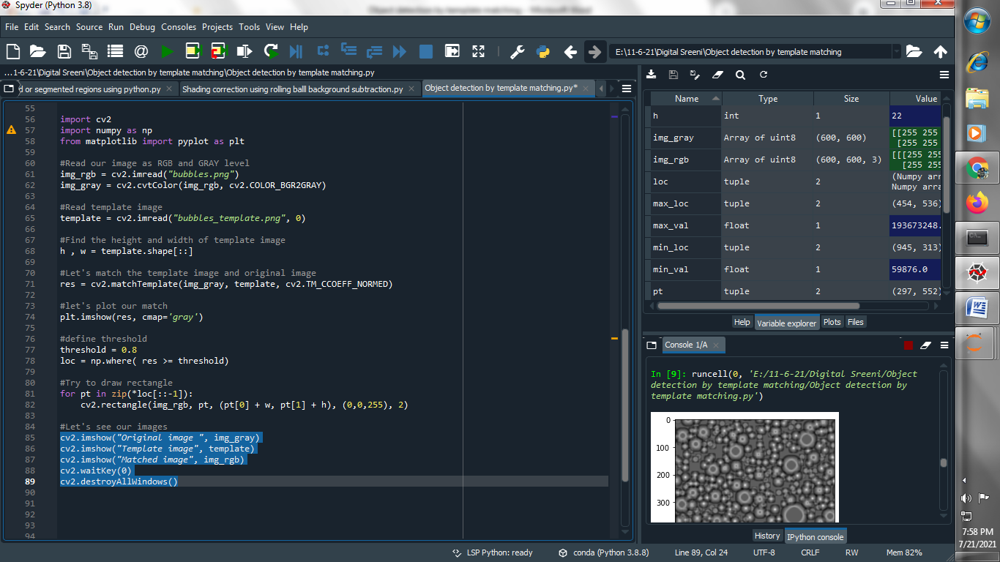 Spyder (Python 3.8)
Object detection by template matching - Microsoft Word
File Edit Search Source Run Debug Consoles Projects Tools View Help
E:\11-6-21\Digital Sreeni\Object detection by template matching
...1-6-21\Digital Sreeni\Object detection by template matching\Object detection by template matching.py
d or segmented regions using python.py
Shading correction using rolling balll background subtraction.py
Object detection by template matching.py*
55
56 import cv2
57 import numpy as np
58 from matplotlib import pyplot as plt
59
60 #Read our image as RGB and GRAY level
61 img_rgb = cv2.imread("bubbles.png")
62 img_gray = cv2.cvtColor(img_rgb, cv2.COLOR_BGR2GRAY)
63
64 #Read template image
65 template = cv2.imread("bubbles_template.png", 0)
66
67 #Find the height and width of template image
68 h , w = template.shape[::]
69
70 #Let's match the template image and original image
71 res = cv2.matchTemplate(img_gray, template, cv2.TM_CCOEFF_NORMED)
72
73 #let's plot our match
74 plt.imshow(res, cmap='gray')
75
76 #define threshold
77 threshold = 0.8
78 loc = np.where( res >= threshold)
79
80 #Try to draw rectangle
81 for pt in zip(*loc[::-1]):
82 cv2.rectangle(img_rgb, pt, (pt[0] + w, pt[1] + h), (0,0,255), 2)
83
84 #Let's see our images
85 cv2.imshow("Original image ", img_gray)
86 cv2.imshow("Template image", template)
87 cv2.imshow("Matched image", img_rgb)
88 cv2.waitKey(0)
89 cv2.destroyAllWindows()
90
91
92
93
94
Name Type Size Value
h int 1 22
img_gray Array of uint8 (600, 600) [[255 255
[255 255
img_rgb Array of uint8 (600, 600, 3) [[[255 255
[255 255
loc tuple 2 (Numpy arr
Numpy arra
max_loc tuple 2 (454, 536)
max_val float 1 193673248.
min_loc tuple 2 (945, 313)
min_val float 1 59876.0
pt tuple 2 (297, 552)
Help Variable explorer Plots Files
Console 1/A
In [9]: runcell(0, 'E:/11-6-21/Digital Sreeni/Object
detection by template matching/Object detection by
template matching.py')
0
100
200
300
History IPython console
LSP Python: ready conda (Python 3.8.8) Line 89, Col 24 UTF-8 CRLF RW Mem 82%
7:58 PM
7/21/2021